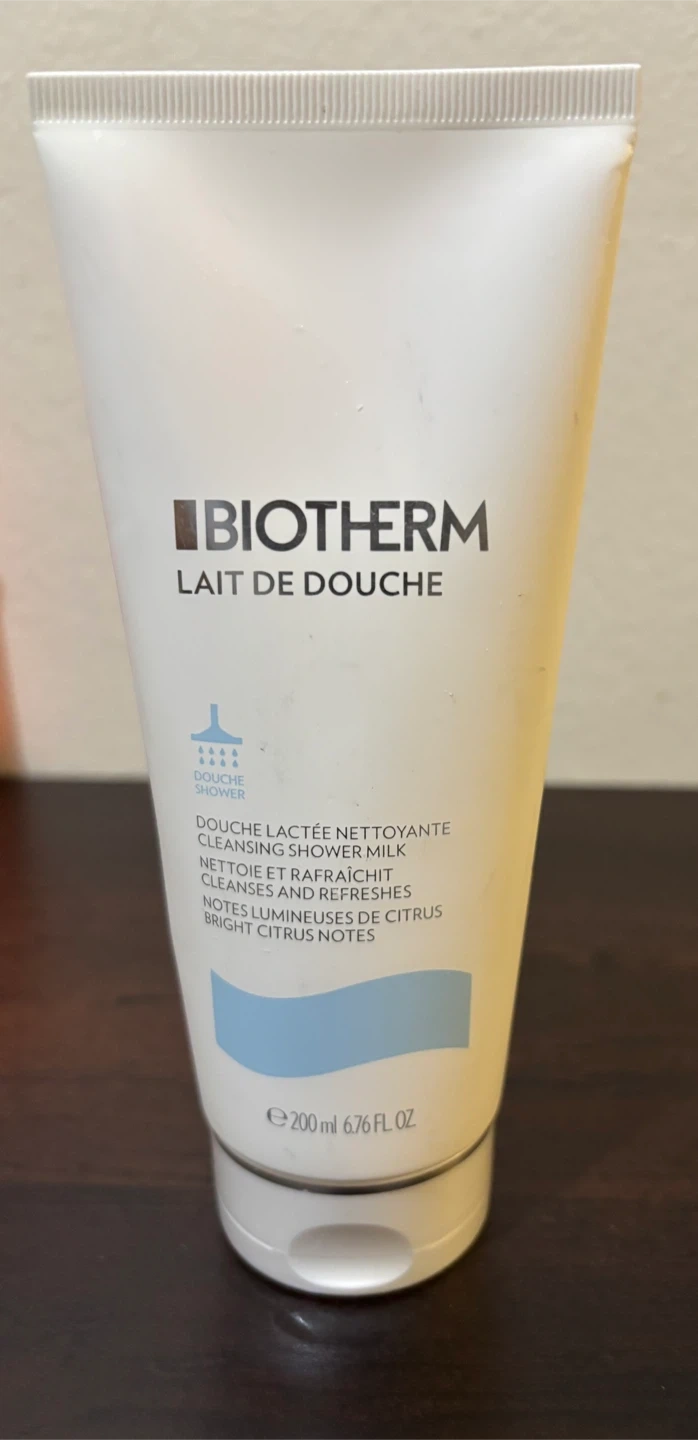 BIOTHERM
LAIT DE DOUCHE
DOUCHE
SHOWER
DOUCHE LACTÉE NETTOYANTE
CLEANSING SHOWER MILK
NETTOIE ET RAFRAÎCHIT
CLEANSES AND REFRESHES
NOTES LUMINEUSES DE CITRUS
BRIGHT CITRUS NOTES
℮ 200 ml 6.76 FL. OZ.